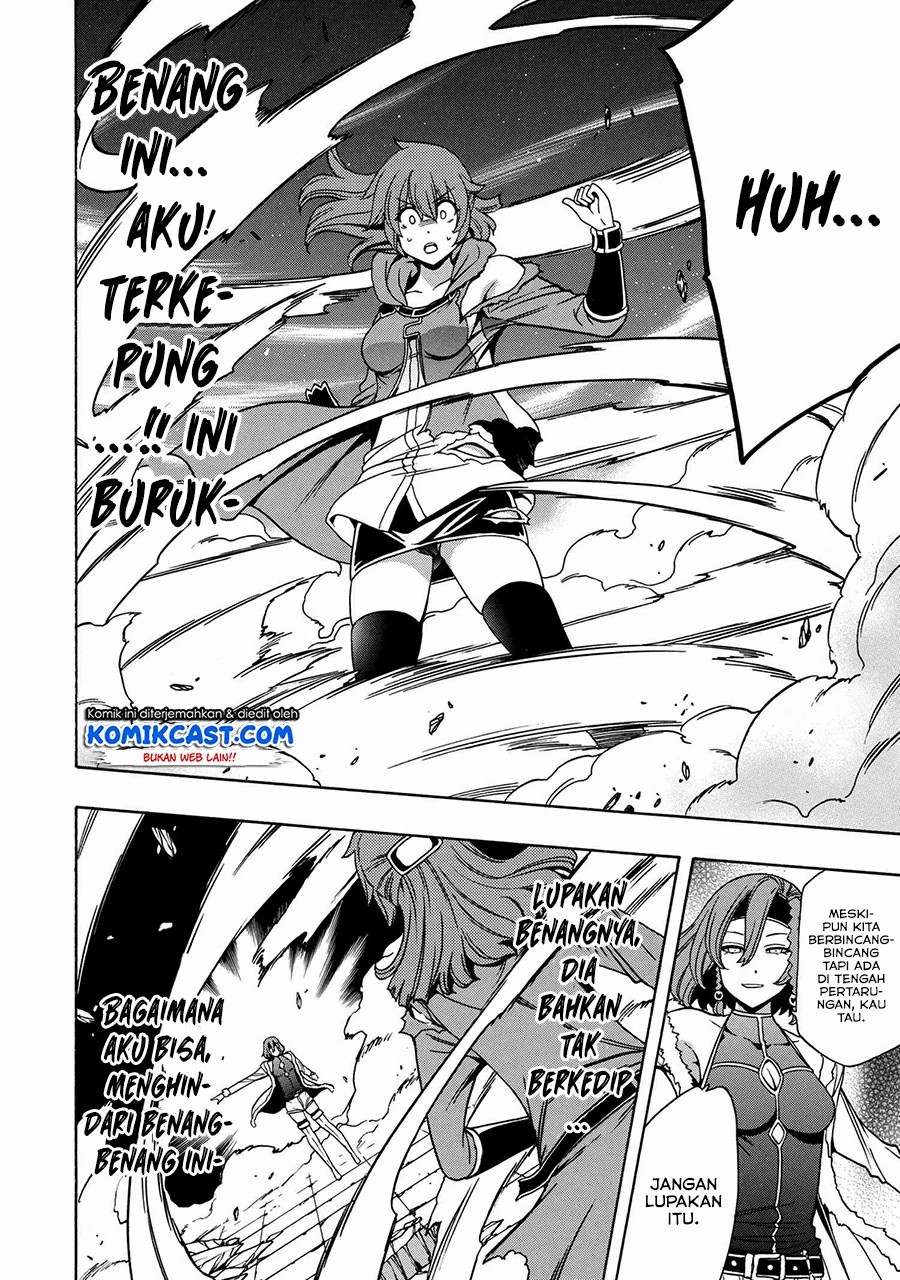 HUH...
BENANG
INI...
AKU!
TERKE-
PUNG
...!! INI
BURUK-
Komik ini diterjemahkan & diedit oleh
KOMIKCAST.COM
BUKAN WEB LAIN!!
MESKI-
PUN KITA
BERBINCANG-
BINCANG
TAPI ADA
DI TENGAH
PERTARU-
NGAN, KAU
TAU.
JANGAN
LUPAKAN
ITU.
LUPAKAN
BENANGNYA,
DIA
BAHKAN
TAK
BERKEDIP
...
BAGAIMANA
AKU BISA,
MENGHIN-
DARI BENANG-
BENANG INI-